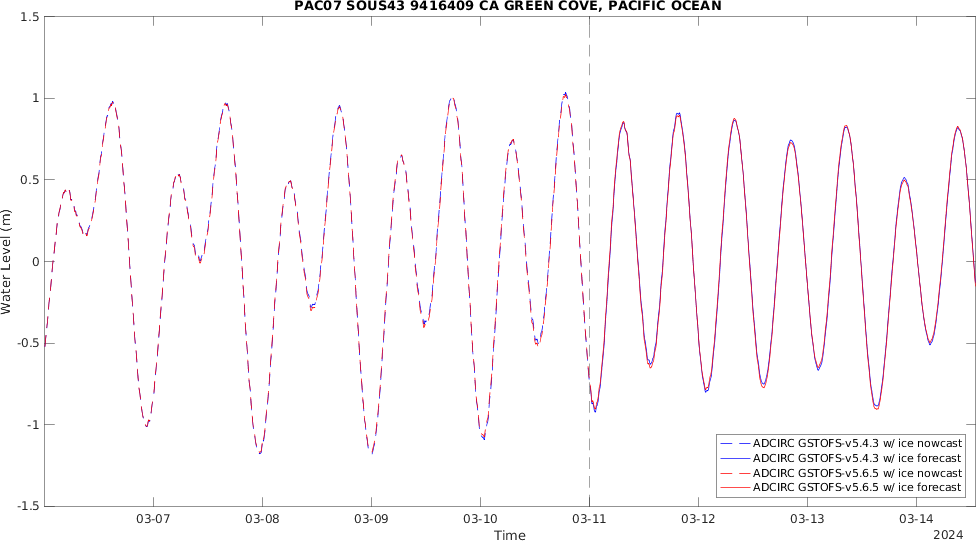 PAC07 SOUS43 9416409 CA GREEN COVE, PACIFIC OCEAN
1.5
1
0.5
0
-0.5
-1
-1.5
Water Level (m)
03-07
03-08
03-09
03-10
03-11
03-12
03-13
03-14
Time
2024
ADCIRC GSTOFS-v5.4.3 w/ ice nowcast
ADCIRC GSTOFS-v5.4.3 w/ ice forecast
ADCIRC GSTOFS-v5.6.5 w/ ice nowcast
ADCIRC GSTOFS-v5.6.5 w/ ice forecast